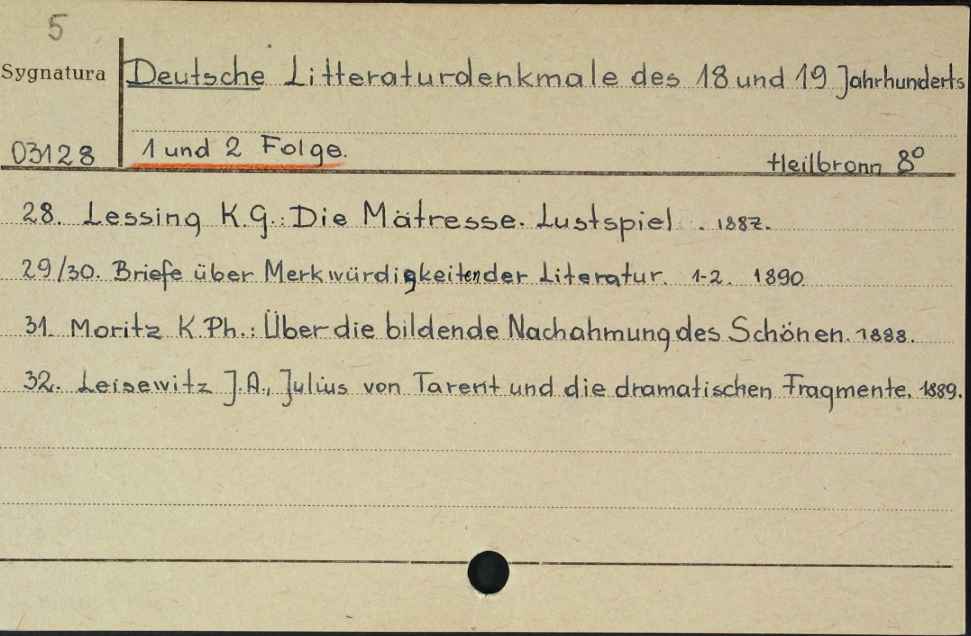 5
Sygnatura Deutsche Litteraturdenkmale des 18 und 19 Jahrhunderts
03128 1 und 2 Folge. Heilbronn 8°
28. Lessing K.G.: Die Mätresse. Lustspiel. 1887.
29/30. Briefe über Merkwürdigkeiten der Literatur. 1-2. 1890
31. Moritz K.Ph.: Über die bildende Nachahmung des Schönen. 1888.
32. Leisewitz J.A., Julius von Tarent und die dramatischen Fragmente. 1889.